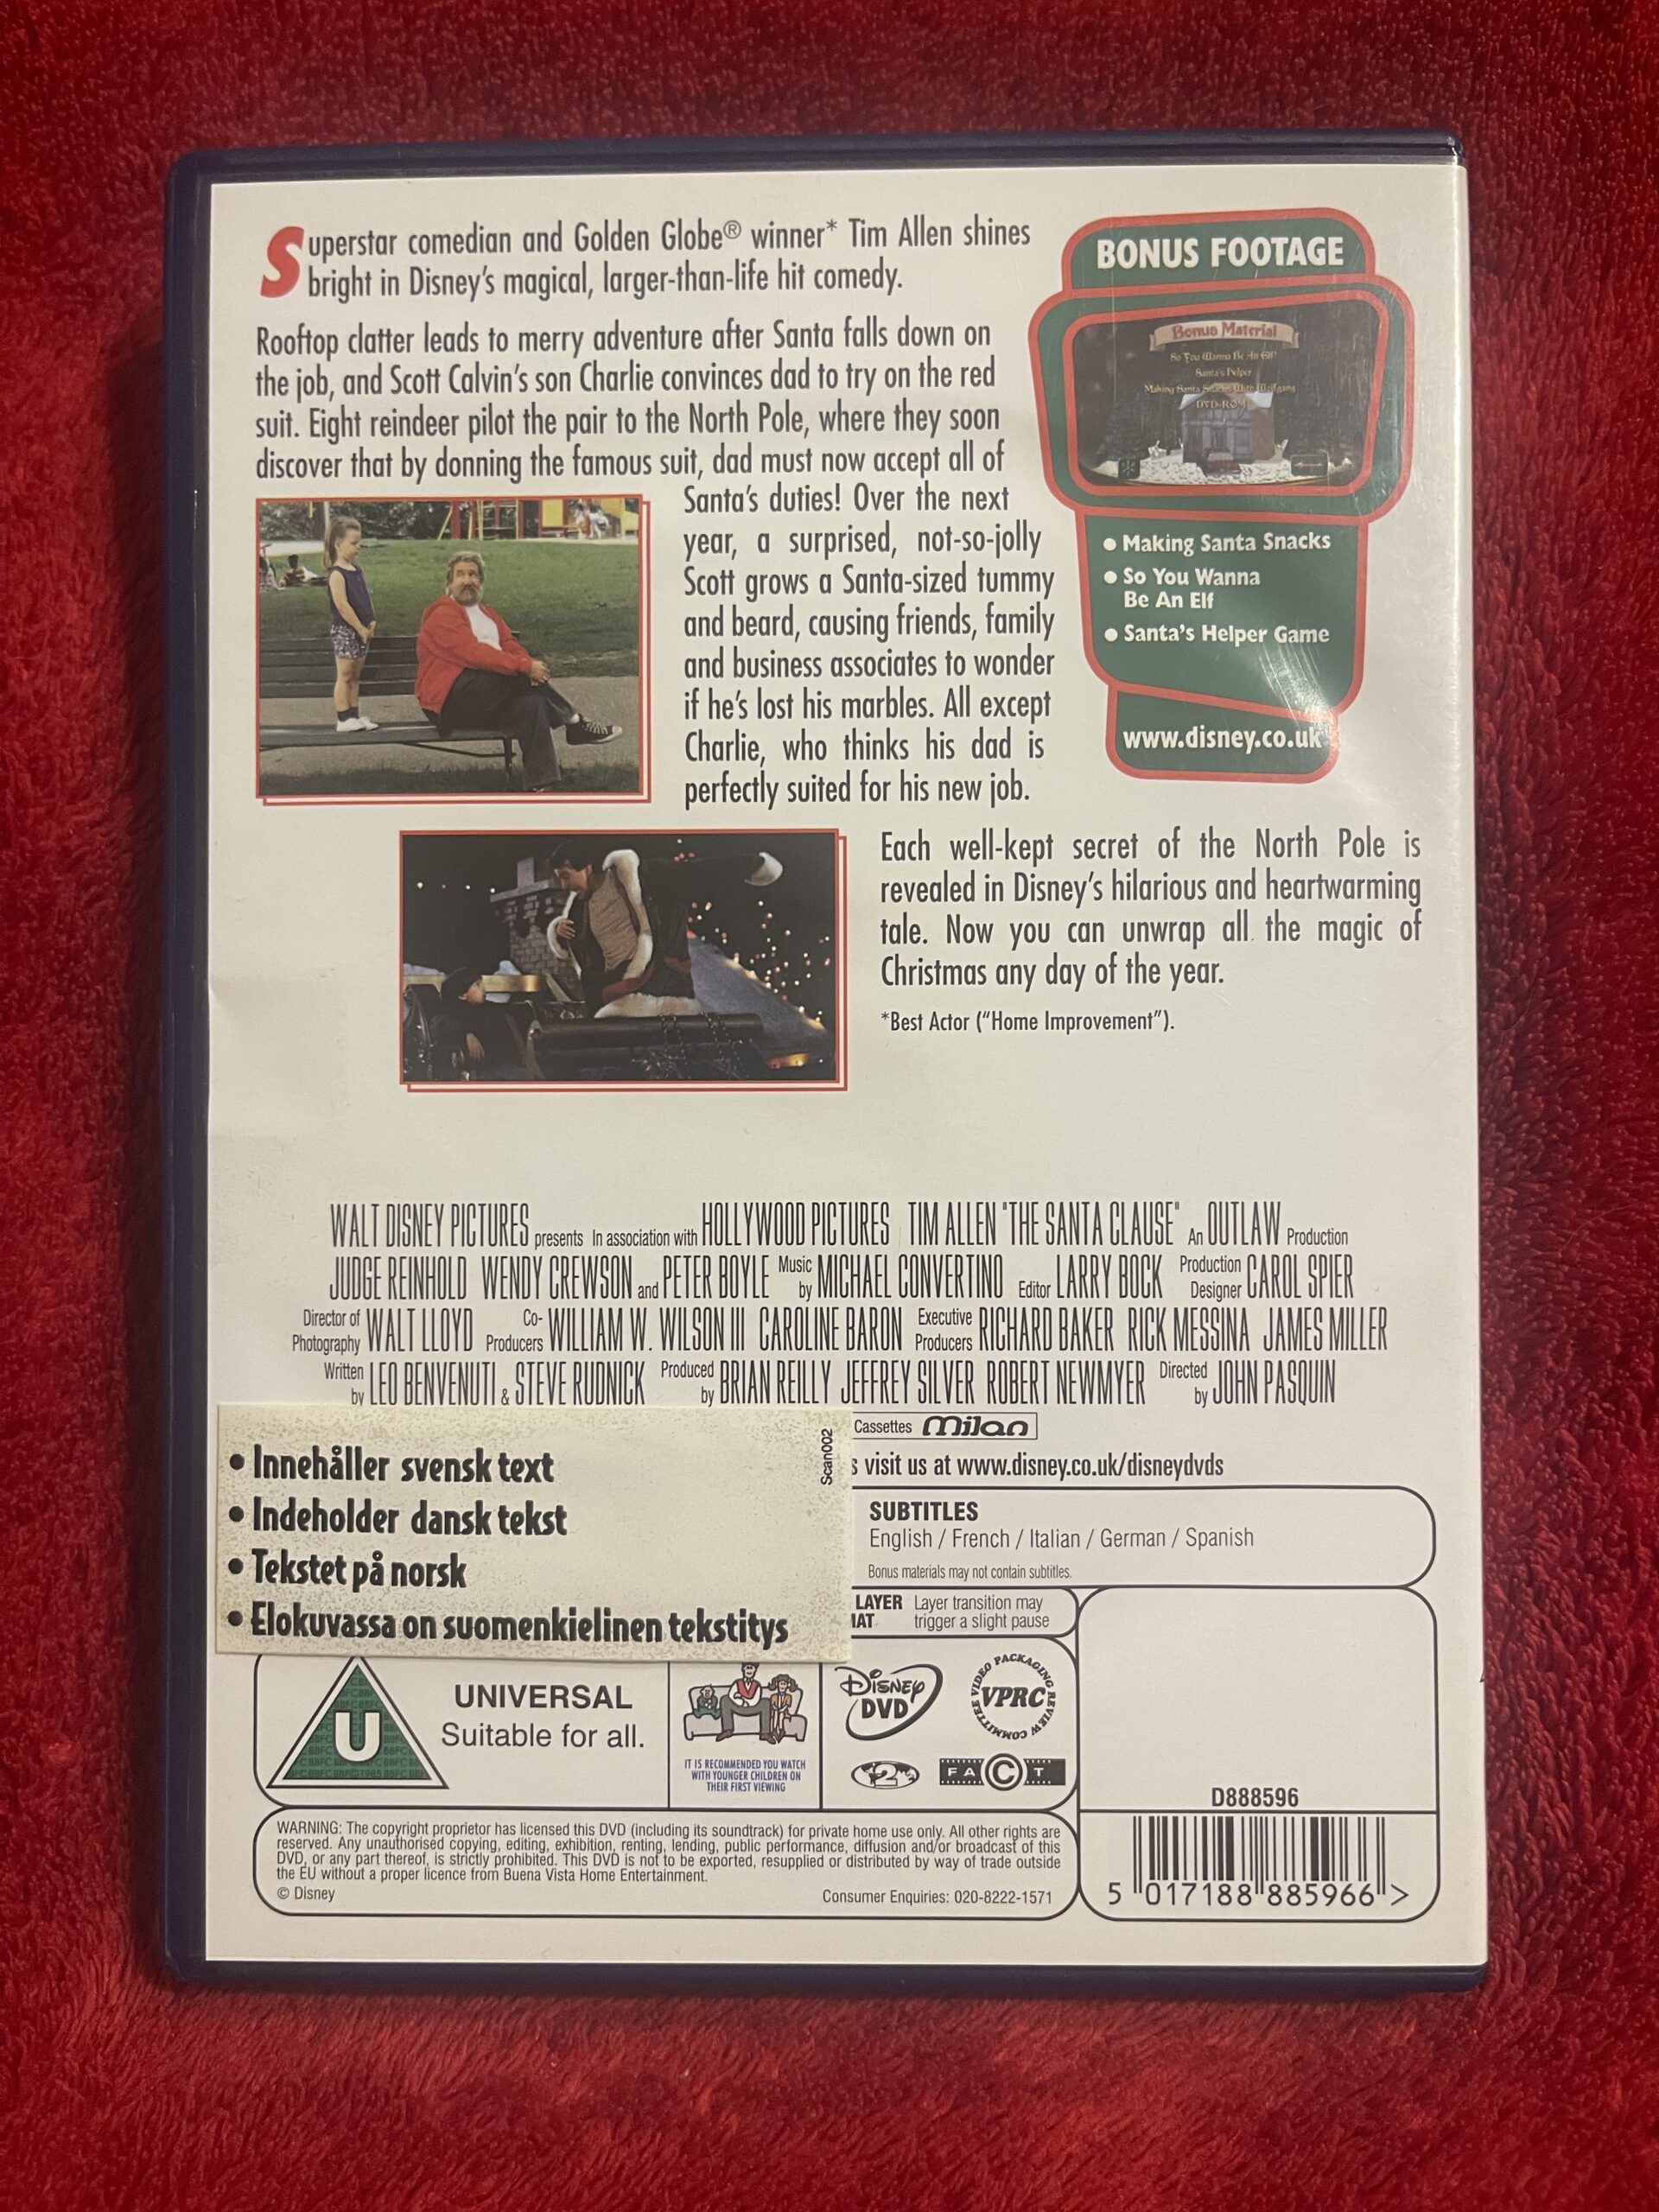 Superstar comedian and Golden Globe® winner* Tim Allen shines
bright in Disney's magical, larger-than-life hit comedy.
Rooftop clatter leads to merry adventure after Santa falls down on
the job, and Scott Calvin's son Charlie convinces dad to try on the red
suit. Eight reindeer pilot the pair to the North Pole, where they soon
discover that by donning the famous suit, dad must now accept all of
Santa's duties! Over the next
year, a surprised, not-so-jolly
Scott grows a Santa-sized tummy
and beard, causing friends, family
and business associates to wonder
if he's lost his marbles. All except
Charlie, who thinks his dad is
perfectly suited for his new job.
Each well-kept secret of the North Pole is
revealed in Disney's hilarious and heartwarming
tale. Now you can unwrap all the magic of
Christmas any day of the year.
*Best Actor ("Home Improvement").
BONUS FOOTAGE
Bonus Material
So You Wanna Be An Elf
Santa's Helper
Making Santa Snacks With Wolfgang
DVD-ROM
• Making Santa Snacks
• So You Wanna
Be An Elf
• Santa's Helper Game
www.disney.co.uk
WALT DISNEY PICTURES presents In association with HOLLYWOOD PICTURES TIM ALLEN "THE SANTA CLAUSE" An OUTLAW Production
JUDGE REINHOLD WENDY CREWSON and PETER BOYLE Music by MICHAEL CONVERTINO Editor LARRY BOCK Production Designer CAROL SPIER
Director of Photography WALT LLOYD Co-Producers WILLIAM W. WILSON III CAROLINE BARON Executive Producers RICHARD BAKER RICK MESSINA JAMES MILLER
Written by LEO BENVENUTI & STEVE RUDNICK Produced by BRIAN REILLY JEFFREY SILVER ROBERT NEWMYER Directed by JOHN PASQUIN
Cassettes Milan
s visit us at www.disney.co.uk/disneydvds
• Innehåller svensk text
• Indeholder dansk tekst
• Tekstet på norsk
• Elokuvassa on suomenkielinen tekstitys
Scan002
SUBTITLES
English / French / Italian / German / Spanish
Bonus materials may not contain subtitles.
LAYER Layer transition may
trigger a slight pause
U
UNIVERSAL
Suitable for all.
IT IS RECOMMENDED YOU WATCH
WITH YOUNGER CHILDREN ON
THEIR FIRST VIEWING
Disney
DVD
VIDEO PACKAGING REVIEW COMMITTEE
VPRC
2
FACT
D888596
5 017188 885966 >
WARNING: The copyright proprietor has licensed this DVD (including its soundtrack) for private home use only. All other rights are
reserved. Any unauthorised copying, editing, exhibition, renting, lending, public performance, diffusion and/or broadcast of this
DVD, or any part thereof, is strictly prohibited. This DVD is not to be exported, resupplied or distributed by way of trade outside
the EU without a proper licence from Buena Vista Home Entertainment.
© Disney
Consumer Enquiries: 020-8222-1571